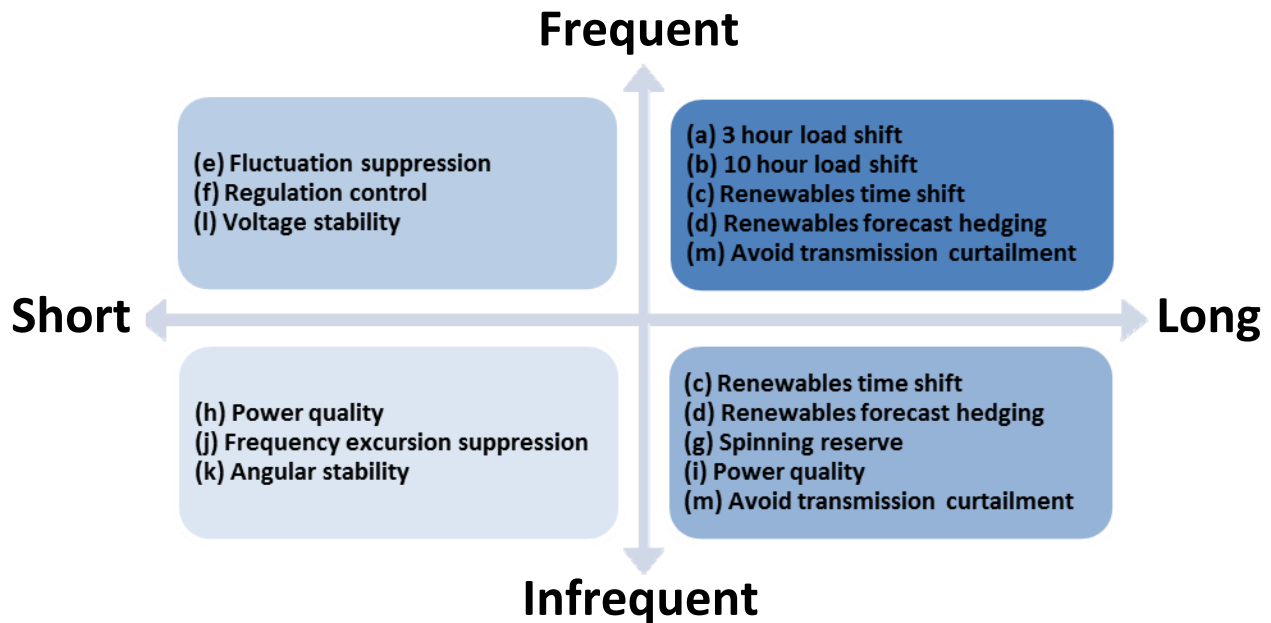 Frequent
(e) Fluctuation suppression
(f) Regulation control
(l) Voltage stability
(a) 3 hour load shift
(b) 10 hour load shift
(c) Renewables time shift
(d) Renewables forecast hedging
(m) Avoid transmission curtailment
Short
Long
(h) Power quality
(j) Frequency excursion suppression
(k) Angular stability
(c) Renewables time shift
(d) Renewables forecast hedging
(g) Spinning reserve
(i) Power quality
(m) Avoid transmission curtailment
Infrequent